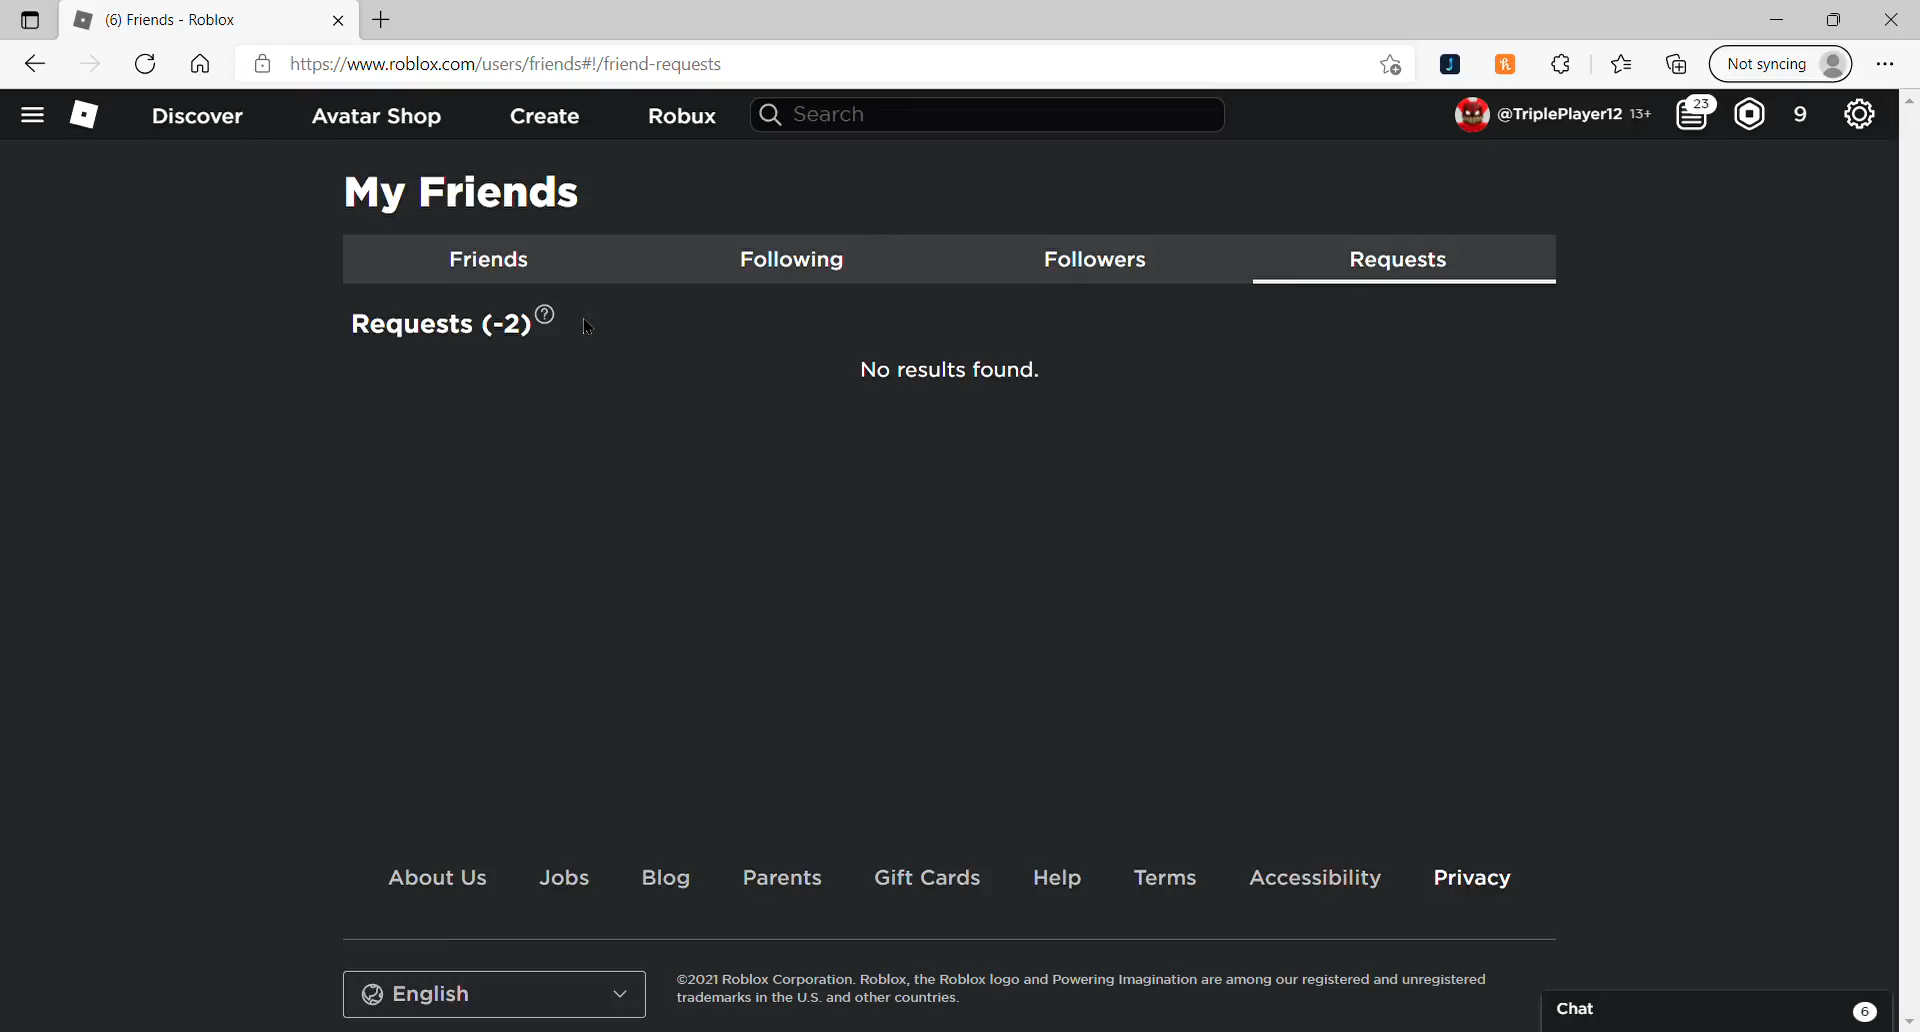 (6) Friends - Roblox
https://www.roblox.com/users/friends#!/friend-requests
Not syncing
Discover
Avatar Shop
Create
Robux
Search
@TriplePlayer12 13+
23
9
My Friends
Friends
Following
Followers
Requests
Requests (-2)
No results found.
About Us
Jobs
Blog
Parents
Gift Cards
Help
Terms
Accessibility
Privacy
English
©2021 Roblox Corporation. Roblox, the Roblox logo and Powering Imagination are among our registered and unregistered
trademarks in the U.S. and other countries.
Chat
6